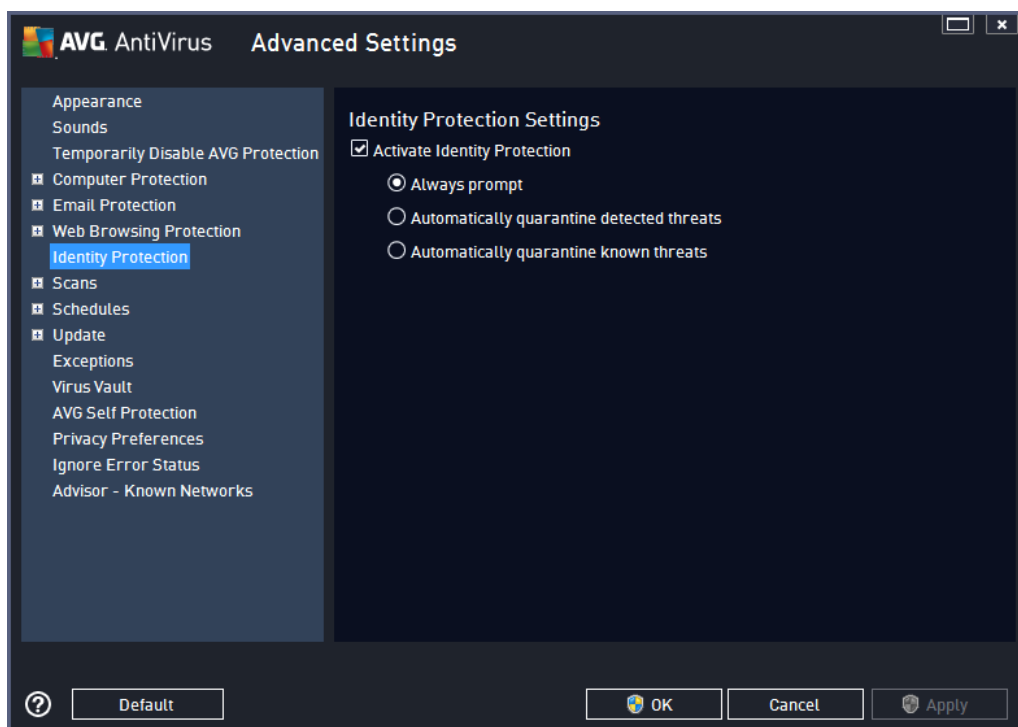 AVG. AntiVirus Advanced Settings
Appearance
Sounds
Temporarily Disable AVG Protection
Computer Protection
Email Protection
Web Browsing Protection
Identity Protection
Scans
Schedules
Update
Exceptions
Virus Vault
AVG Self Protection
Privacy Preferences
Ignore Error Status
Advisor - Known Networks
Identity Protection Settings
Activate Identity Protection
Always prompt
Automatically quarantine detected threats
Automatically quarantine known threats
? Default OK Cancel Apply